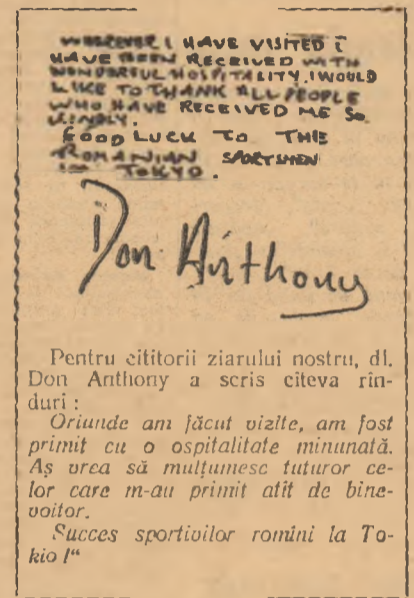 WHEREVER I HAVE VISITED I
HAVE BEEN RECEIVED WITH
WONDERFUL HOSPITALITY. I WOULD
LIKE TO THANK ALL PEOPLE
WHO HAVE RECEIVED ME SO
KINDLY.
GOOD LUCK TO THE
ROMANIAN SPORTSMEN
IN TOKYO.
Don Anthony
Pentru cititorii ziarului nostru, dl.
Don Anthony a scris cîteva rîn-
duri :
Oriunde am făcut vizite, am fost
primit cu o ospitalitate minunată.
Aș vrea să mulțumesc tuturor ce-
lor care m-au primit atît de bine-
voitor.
Succes sportivilor romîni la To-
kio !“